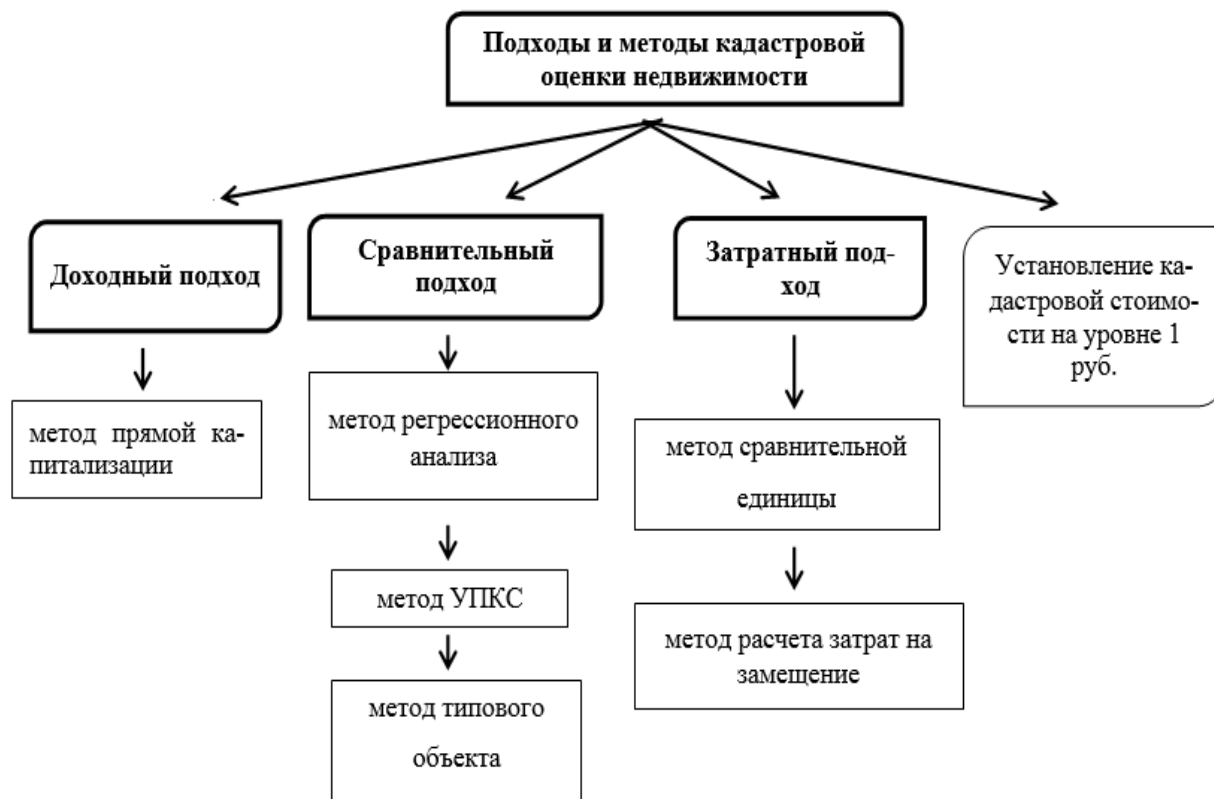 Подходы и методы кадастровой
оценки недвижимости
Доходный подход
Сравнительный
подход
Затратный под-
ход
Установление ка-
дастровой стоимо-
сти на уровне 1
руб.
метод прямой ка-
питализации
метод регрессионного
анализа
метод сравнительной
единицы
метод УПКС
метод расчета затрат на
замещение
метод типового
объекта